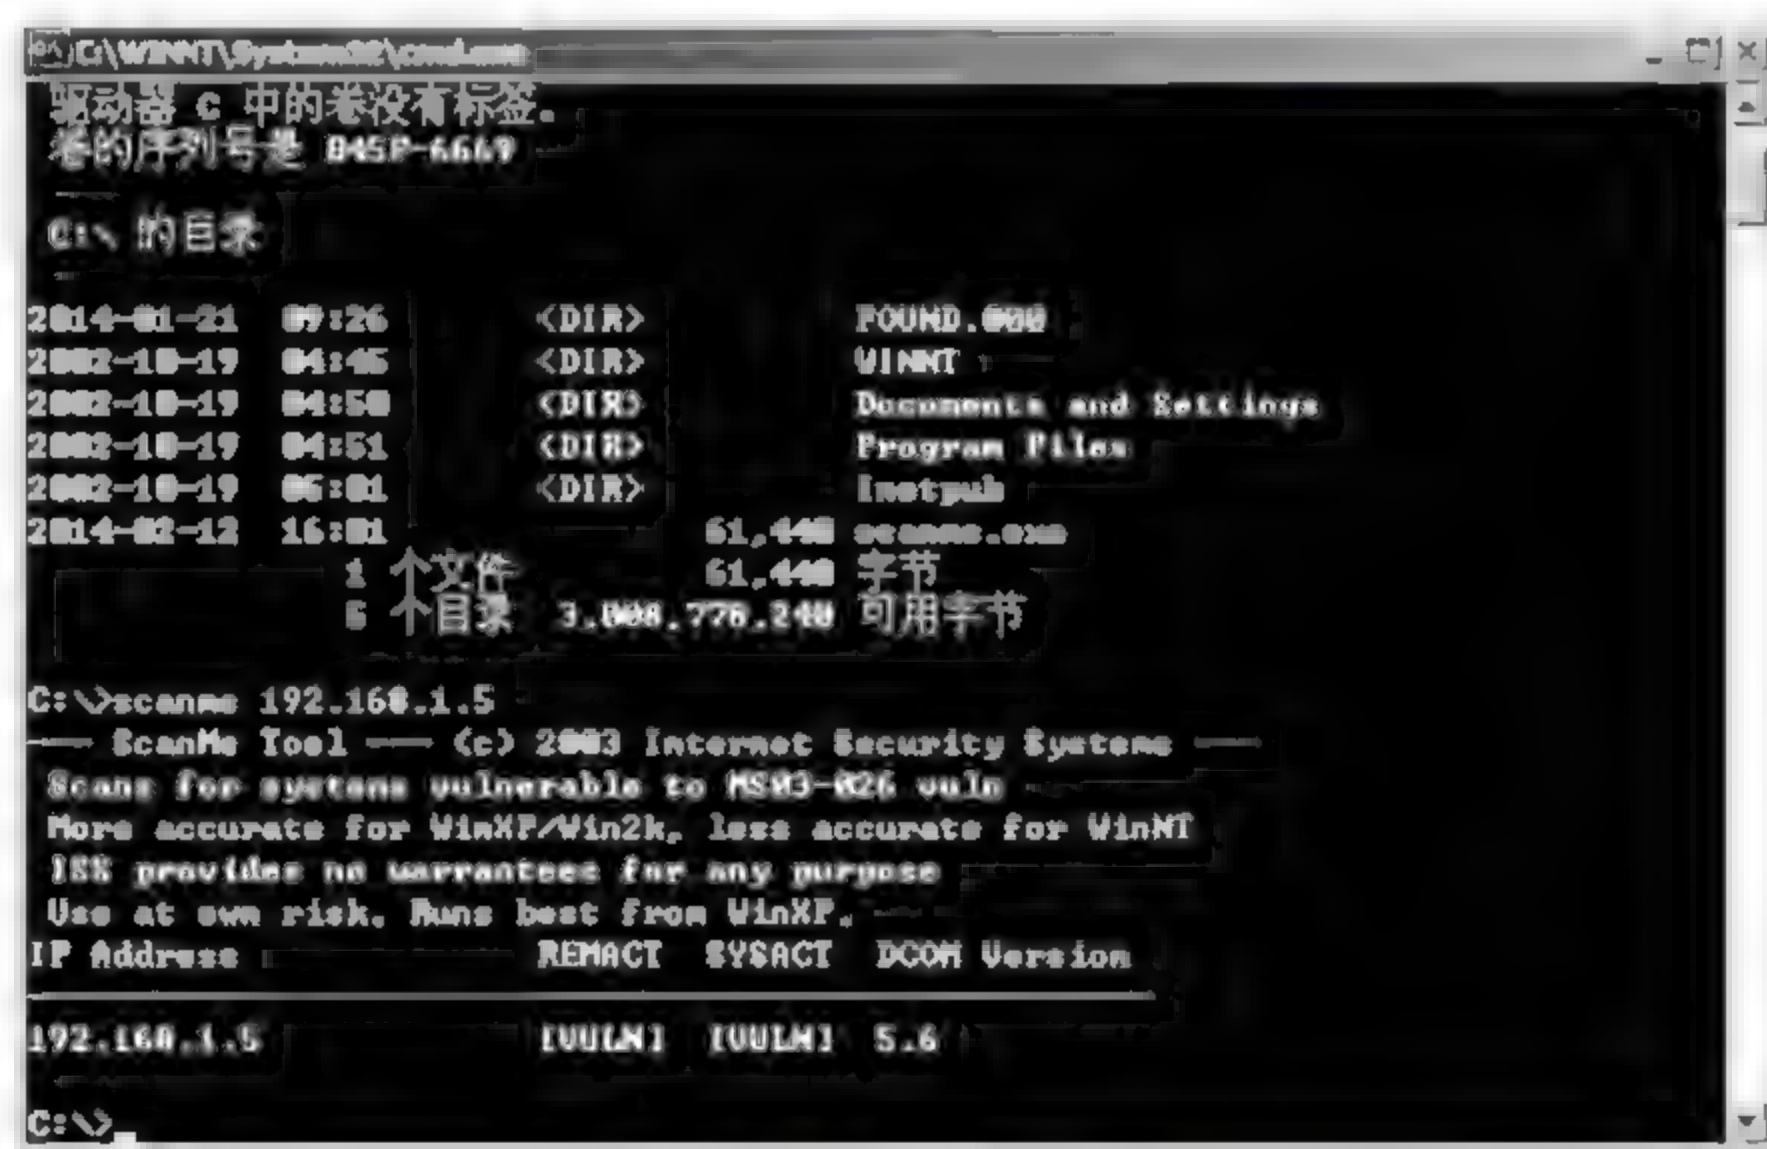 C:\WINNT\System32\cmd.exe
驱动器 C 中的卷没有标签。
卷的序列号是 845F-6669
C:\ 的目录
2014-01-21 09:26 <DIR> FOUND.000
2002-10-19 04:46 <DIR> WINNT
2002-10-19 04:50 <DIR> Documents and Settings
2002-10-19 04:51 <DIR> Program Files
2002-10-19 05:01 <DIR> Inetpub
2014-02-12 16:01 61,440 scanms.exe
1 个文件 61,440 字节
5 个目录 3,008,776,240 可用字节
C:\>scanms 192.168.1.5
--- ScanMs Tool --- (c) 2003 Internet Security Systems ---
Scans for systems vulnerable to MS03-026 vuln
More accurate for WinXP/Win2k, less accurate for WinNT
ISS provides no warrantees for any purpose
Use at own risk. Runs best from WinXP.
IP Address REMACT SYSACT DCOM Version
192.168.1.5 [VULN] [VULN] 5.6
C:\>_